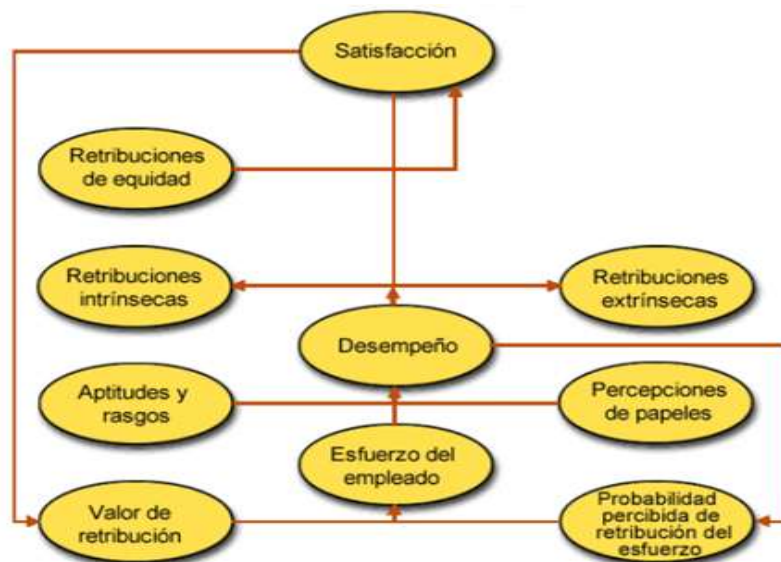 Satisfacción
Retribuciones
de equidad
Retribuciones
intrínsecas
Retribuciones
extrínsecas
Desempeño
Aptitudes y
rasgos
Percepciones
de papeles
Esfuerzo del
empleado
Valor de
retribución
Probabilidad
percibida de
retribución del
esfuerzo